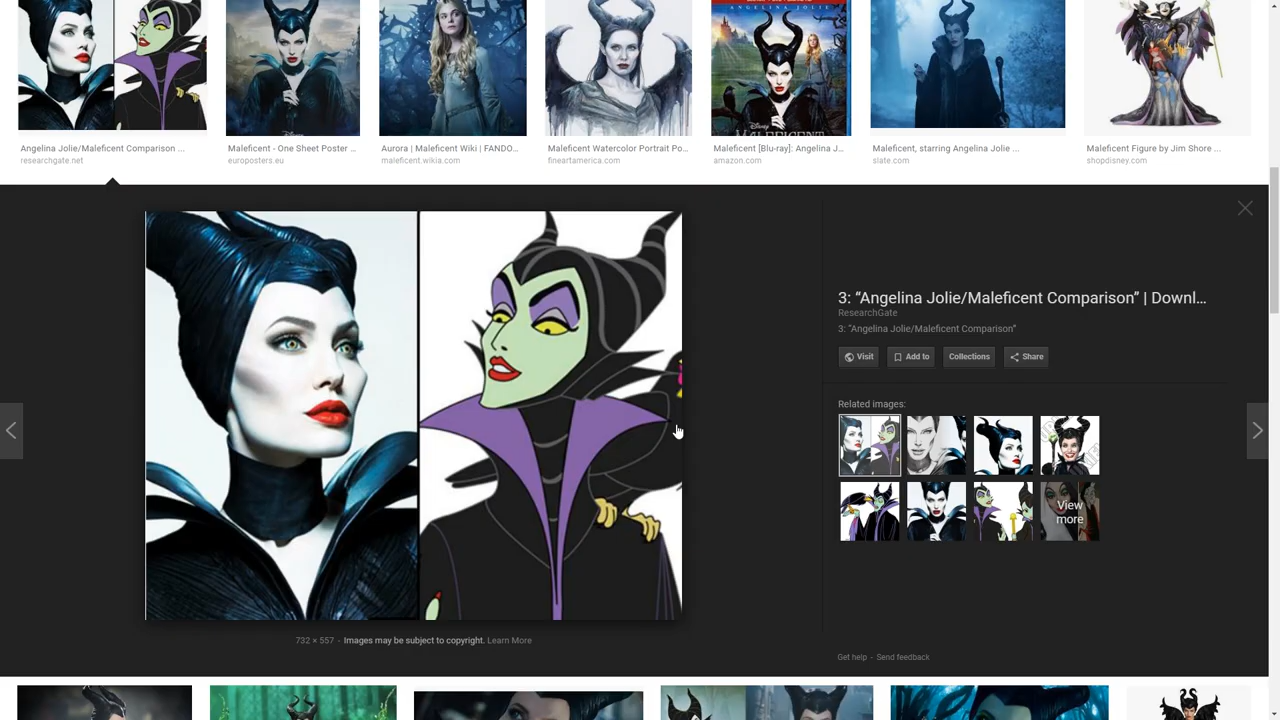 ANGELINA JOLIE
Disney
Disney
MALEFICENT
Angelina Jolie/Maleficent Comparison ...
researchgate.net
Maleficent - One Sheet Poster ...
europosters.eu
Aurora | Maleficent Wiki | FANDO...
maleficent.wikia.com
Maleficent Watercolor Portrait Po...
fineartamerica.com
Maleficent [Blu-ray]: Angelina J...
amazon.com
Maleficent, starring Angelina Jolie ...
slate.com
Maleficent Figure by Jim Shore ...
shopdisney.com
3: “Angelina Jolie/Maleficent Comparison” | Downl...
ResearchGate
3: “Angelina Jolie/Maleficent Comparison”
Visit
Add to
Collections
Share
Related images:
View
more
732 × 557 - Images may be subject to copyright. Learn More
Get help - Send feedback